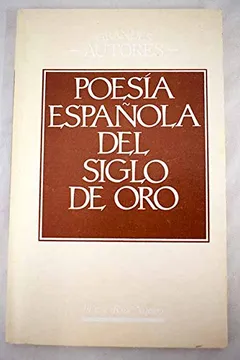 AUTORES
POESÍA
ESPAÑOLA
DEL
SIGLO
DE ORO